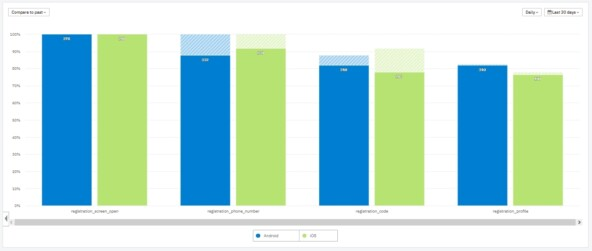 Compare to past
Daily
Last 30 days
100%
90%
80%
70%
60%
50%
40%
30%
20%
10%
0%
registration_screen_open
registration_phone_number
registration_code
registration_profile
Android
iOS